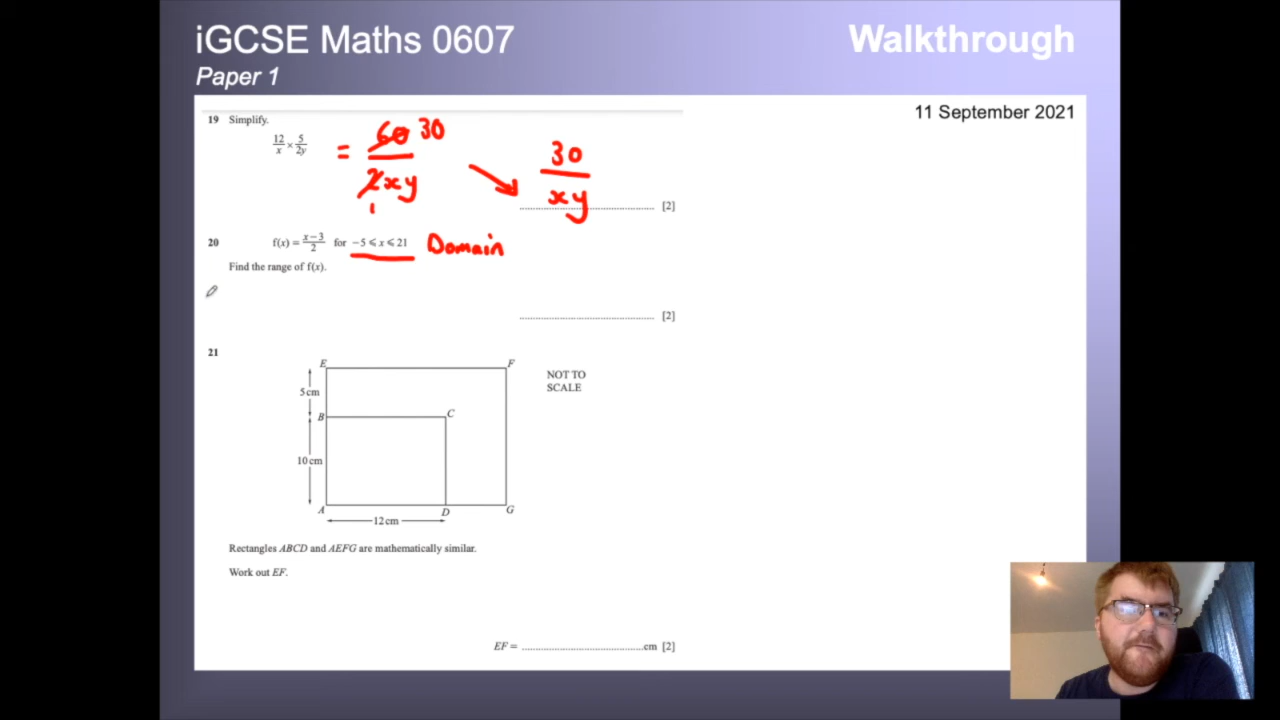 iGCSE Maths 0607
Walkthrough
Paper 1
11 September 2021
19 Simplify.
12/x × 5/2y = 60/2xy 30 1
30/xy
[2]
20 f(x) = x−3/2 for −5 ⩽ x ⩽ 21 Domain
Find the range of f(x).
[2]
21
E F
NOT TO
SCALE
5 cm
B C
10 cm
A D G
12 cm
Rectangles ABCD and AEFG are mathematically similar.
Work out EF.
EF = ........................................ cm [2]